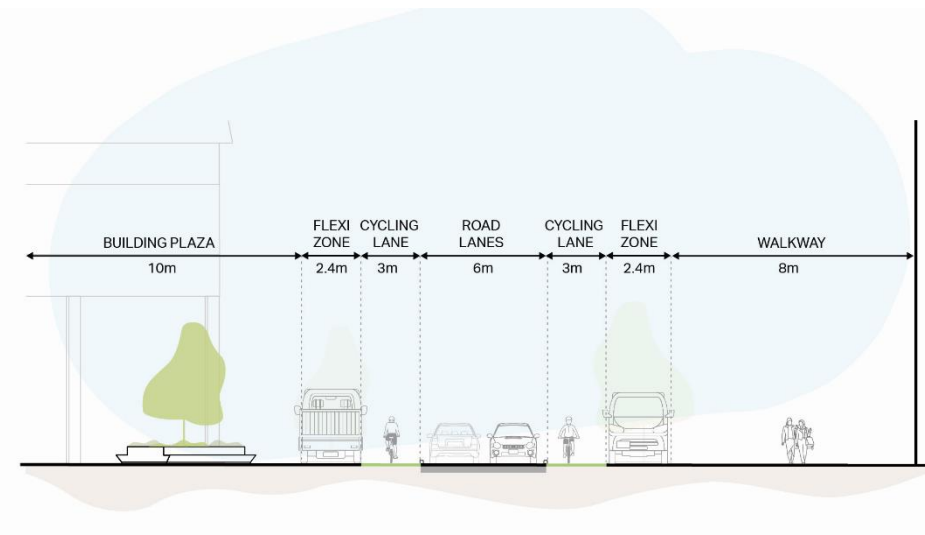 BUILDING PLAZA
10m
FLEXI
ZONE
2.4m
CYCLING
LANE
3m
ROAD
LANES
6m
CYCLING
LANE
3m
FLEXI
ZONE
2.4m
WALKWAY
8m